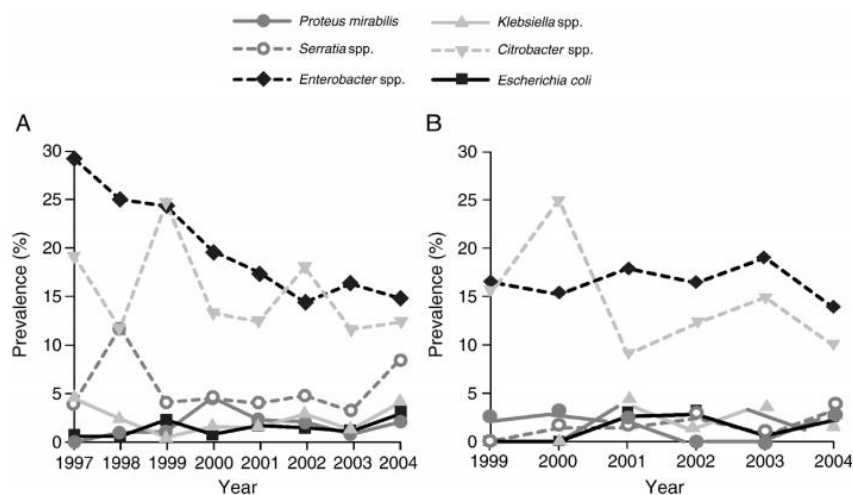 Proteus mirabilis
Klebsiella spp.
Serratia spp.
Citrobacter spp.
Enterobacter spp.
Escherichia coli
A
30
25
20
15
10
5
0
Prevalence (%)
1997 1998 1999 2000 2001 2002 2003 2004
Year
B
30
25
20
15
10
5
0
Prevalence (%)
1999 2000 2001 2002 2003 2004
Year